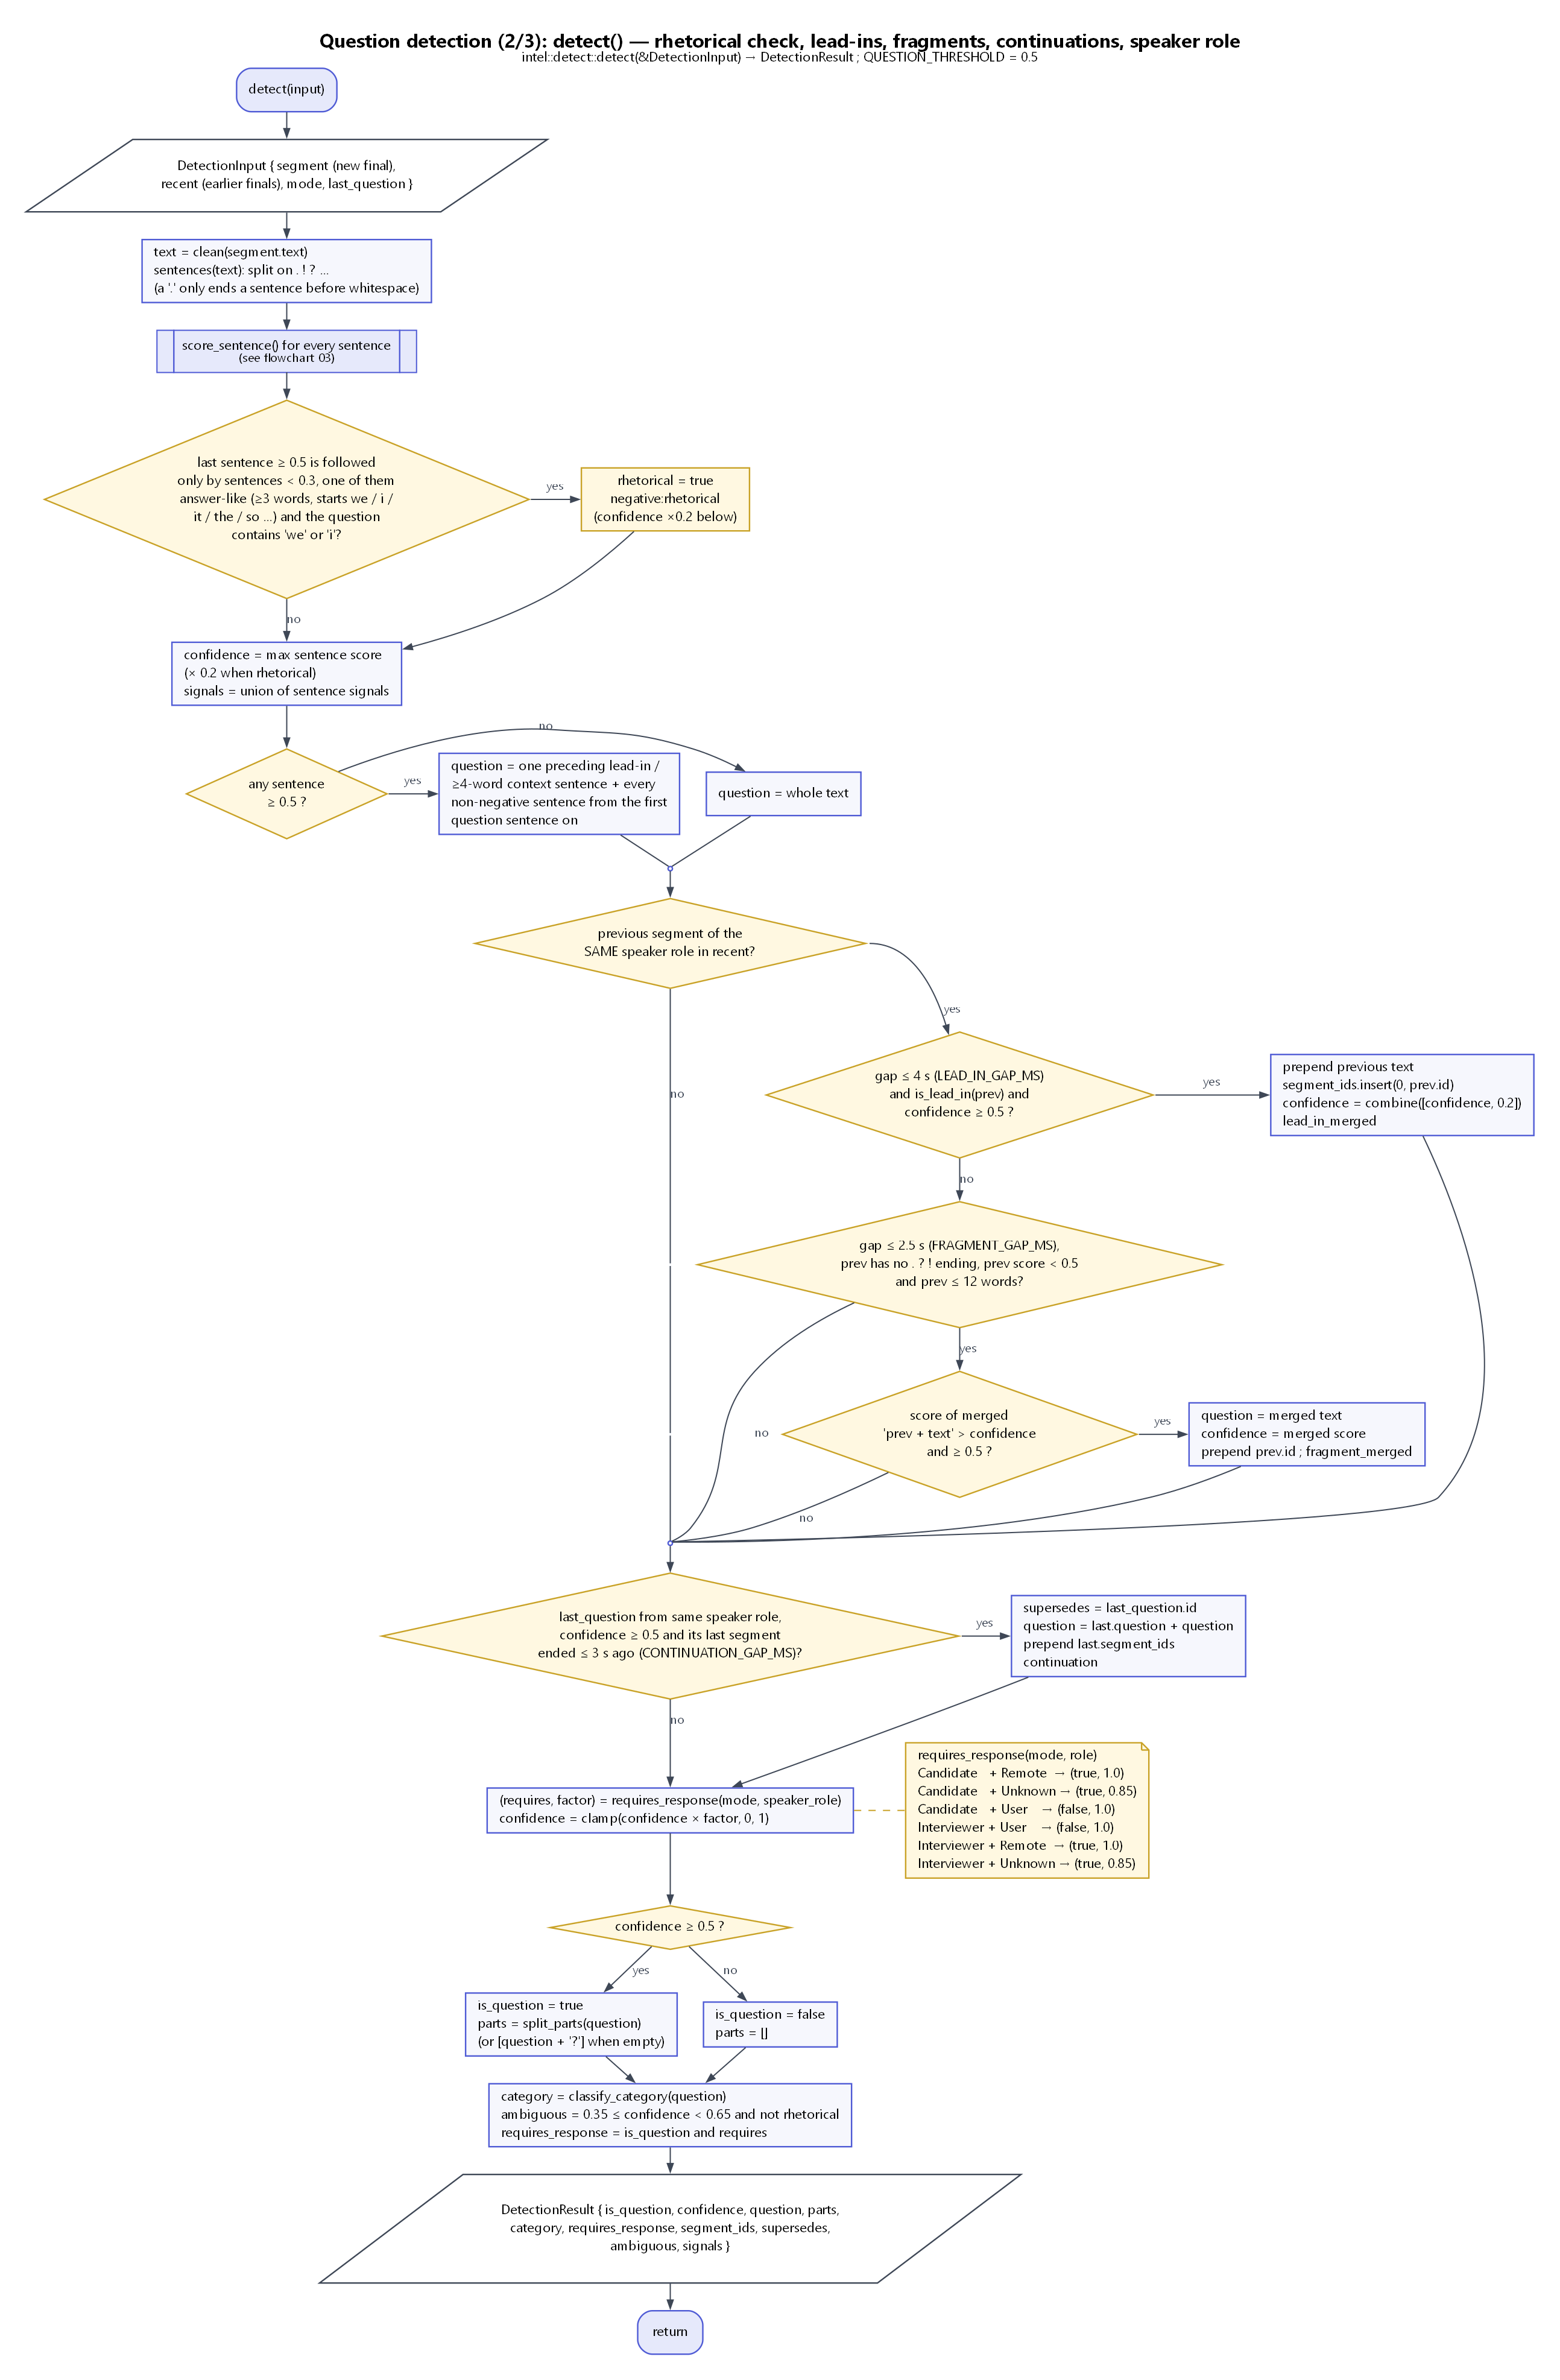 Question detection (2/3): detect() — rhetorical check, lead-ins, fragments, continuations, speaker role
intel::detect::detect(&DetectionInput) → DetectionResult ; QUESTION_THRESHOLD = 0.5
detect(input)
DetectionInput { segment (new final),
recent (earlier finals), mode, last_question }
text = clean(segment.text)
sentences(text): split on . ! ? ...
(a '.' only ends a sentence before whitespace)
score_sentence() for every sentence
(see flowchart 03)
last sentence ≥ 0.5 is followed
only by sentences < 0.3, one of them
answer-like (≥3 words, starts we / i /
it / the / so ...) and the question
contains 'we' or 'i'?
yes
rhetorical = true
negative:rhetorical
(confidence ×0.2 below)
no
confidence = max sentence score
(× 0.2 when rhetorical)
signals = union of sentence signals
no
any sentence
≥ 0.5 ?
yes
question = one preceding lead-in /
≥4-word context sentence + every
non-negative sentence from the first
question sentence on
question = whole text
previous segment of the
SAME speaker role in recent?
yes
no
gap ≤ 4 s (LEAD_IN_GAP_MS)
and is_lead_in(prev) and
confidence ≥ 0.5 ?
yes
prepend previous text
segment_ids.insert(0, prev.id)
confidence = combine([confidence, 0.2])
lead_in_merged
no
gap ≤ 2.5 s (FRAGMENT_GAP_MS),
prev has no . ? ! ending, prev score < 0.5
and prev ≤ 12 words?
yes
no
score of merged
'prev + text' > confidence
and ≥ 0.5 ?
yes
question = merged text
confidence = merged score
prepend prev.id ; fragment_merged
no
last_question from same speaker role,
confidence ≥ 0.5 and its last segment
ended ≤ 3 s ago (CONTINUATION_GAP_MS)?
yes
supersedes = last_question.id
question = last.question + question
prepend last.segment_ids
continuation
no
(requires, factor) = requires_response(mode, speaker_role)
confidence = clamp(confidence × factor, 0, 1)
requires_response(mode, role)
Candidate + Remote → (true, 1.0)
Candidate + Unknown → (true, 0.85)
Candidate + User → (false, 1.0)
Interviewer + User → (false, 1.0)
Interviewer + Remote → (true, 1.0)
Interviewer + Unknown → (true, 0.85)
confidence ≥ 0.5 ?
yes
no
is_question = true
parts = split_parts(question)
(or [question + '?'] when empty)
is_question = false
parts = []
category = classify_category(question)
ambiguous = 0.35 ≤ confidence < 0.65 and not rhetorical
requires_response = is_question and requires
DetectionResult { is_question, confidence, question, parts,
category, requires_response, segment_ids, supersedes,
ambiguous, signals }
return